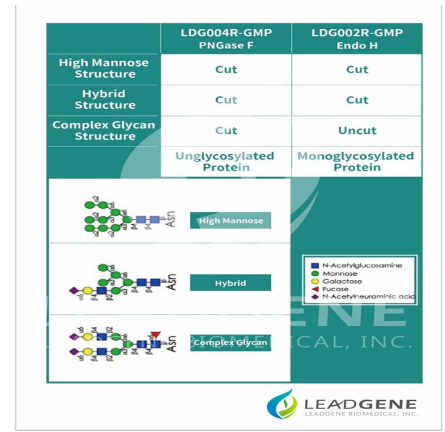 LDG004R-GMP
PNGase F
LDG002R-GMP
Endo H
High Mannose
Structure
Cut
Cut
Hybrid
Structure
Cut
Cut
Complex Glycan
Structure
Cut
Uncut
Unglycosylated
Protein
Monoglycosylated
Protein
Asn
High Mannose
Asn
Hybrid
Asn
Complex Glycan
N-Acetylglucosamine
Mannose
Galactose
Fucose
N-Acetylneuraminic acid
LEADGENE
LEADGENE BIOMEDICAL, INC.